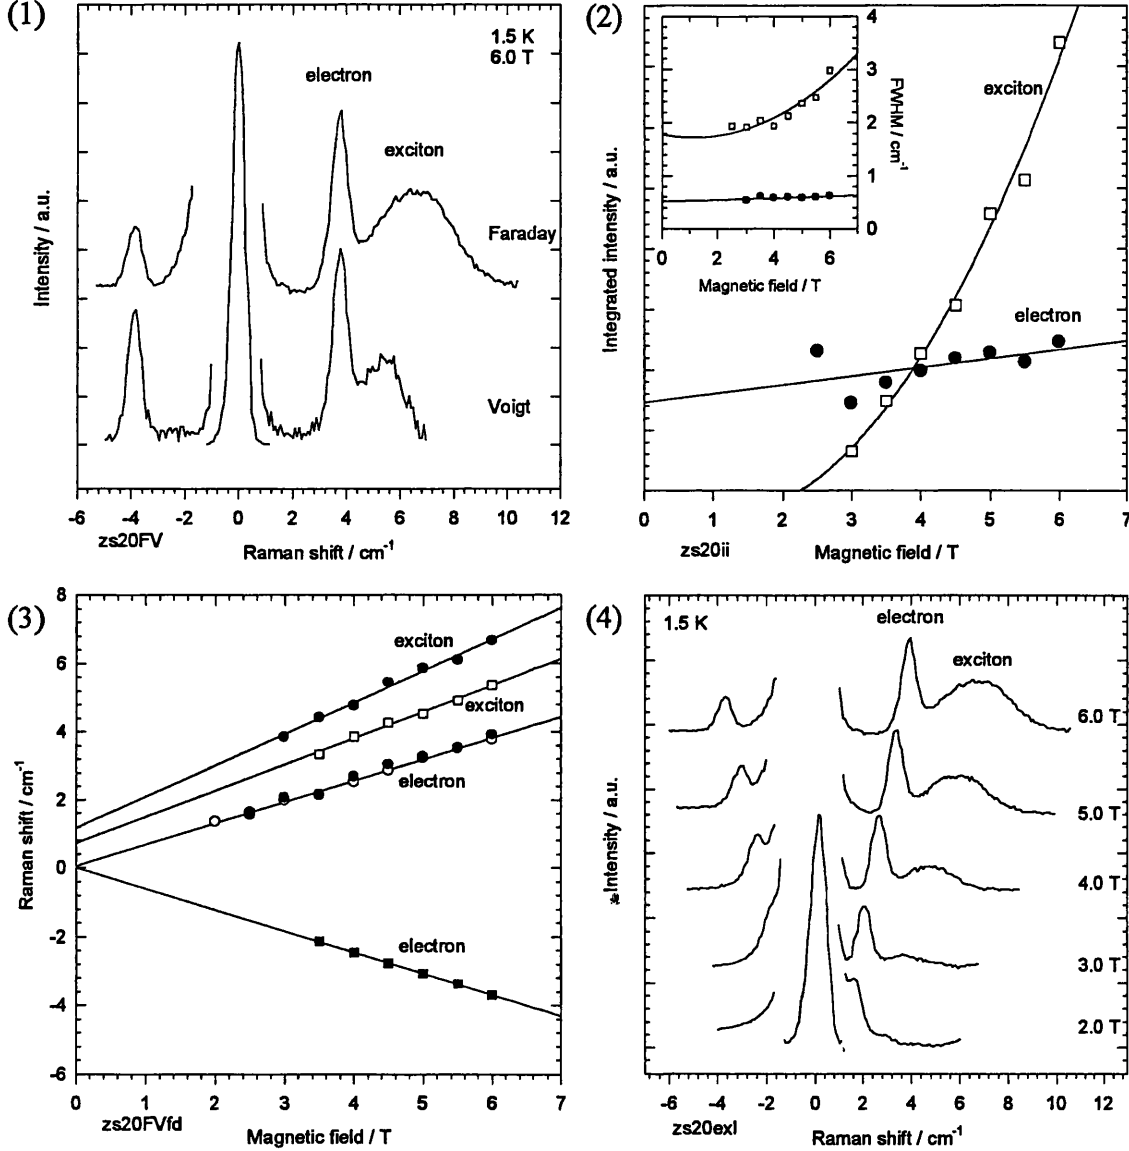 (1)
1.5 K
6.0 T
electron
exciton
Faraday
Voigt
Intensity / a.u.
-6 -4 -2 0 2 4 6 8 10 12
zs20FV
Raman shift / cm-1
(2)
4
3
2
1
0
FWHM / cm-1
0 2 4 6
Magnetic field / T
exciton
electron
Integrated intensity / a.u.
0 1 2 3 4 5 6 7
zs20ii
Magnetic field / T
(3)
8
6
4
2
0
-2
-4
-6
Raman shift / cm-1
exciton
exciton
electron
electron
0 1 2 3 4 5 6 7
zs20FVfd
Magnetic field / T
(4)
1.5 K
electron
exciton
6.0 T
5.0 T
4.0 T
3.0 T
2.0 T
Intensity / a.u.
-6 -4 -2 0 2 4 6 8 10 12
zs20exl
Raman shift / cm-1